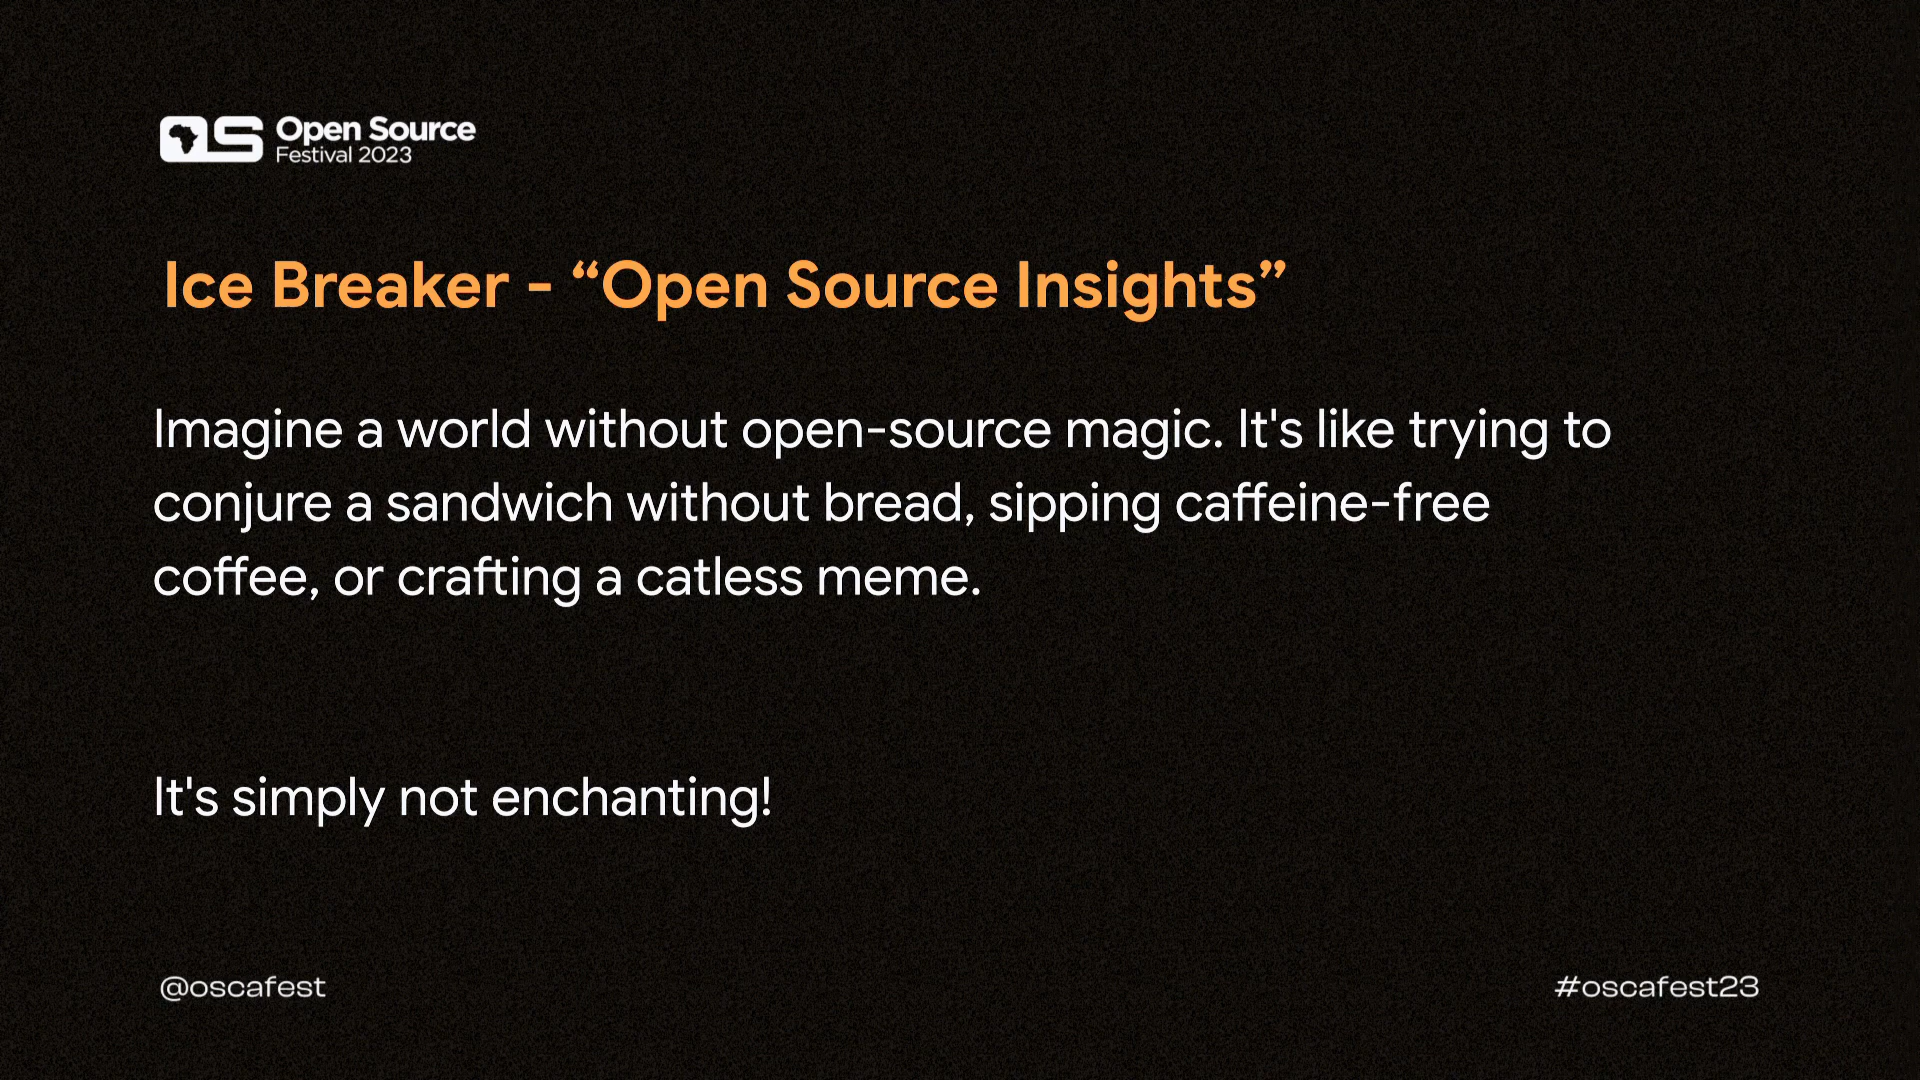 Open Source
Festival 2023
Ice Breaker - “Open Source Insights”
Imagine a world without open-source magic. It's like trying to
conjure a sandwich without bread, sipping caffeine-free
coffee, or crafting a catless meme.
It's simply not enchanting!
@oscafest
#oscafest23